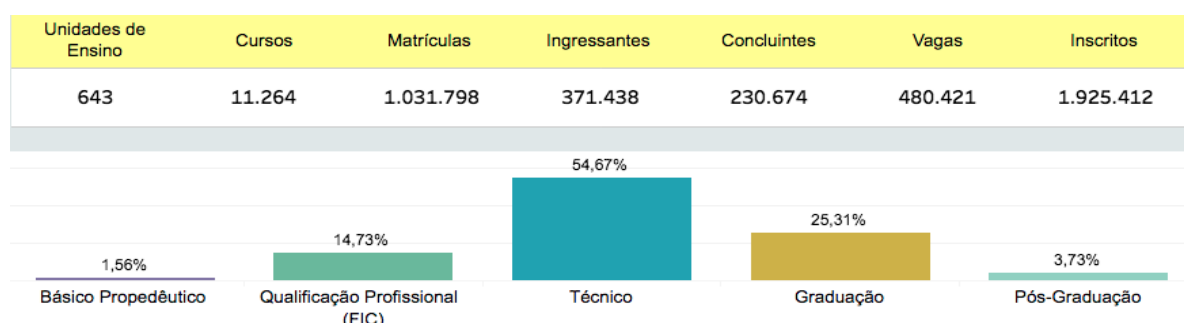 Unidades de
Ensino
Cursos
Matrículas
Ingressantes
Concluintes
Vagas
Inscritos
643
11.264
1.031.798
371.438
230.674
480.421
1.925.412
54,67%
25,31%
14,73%
3,73%
1,56%
Básico Propedêutico
Qualificação Profissional
(FIC)
Técnico
Graduação
Pós-Graduação